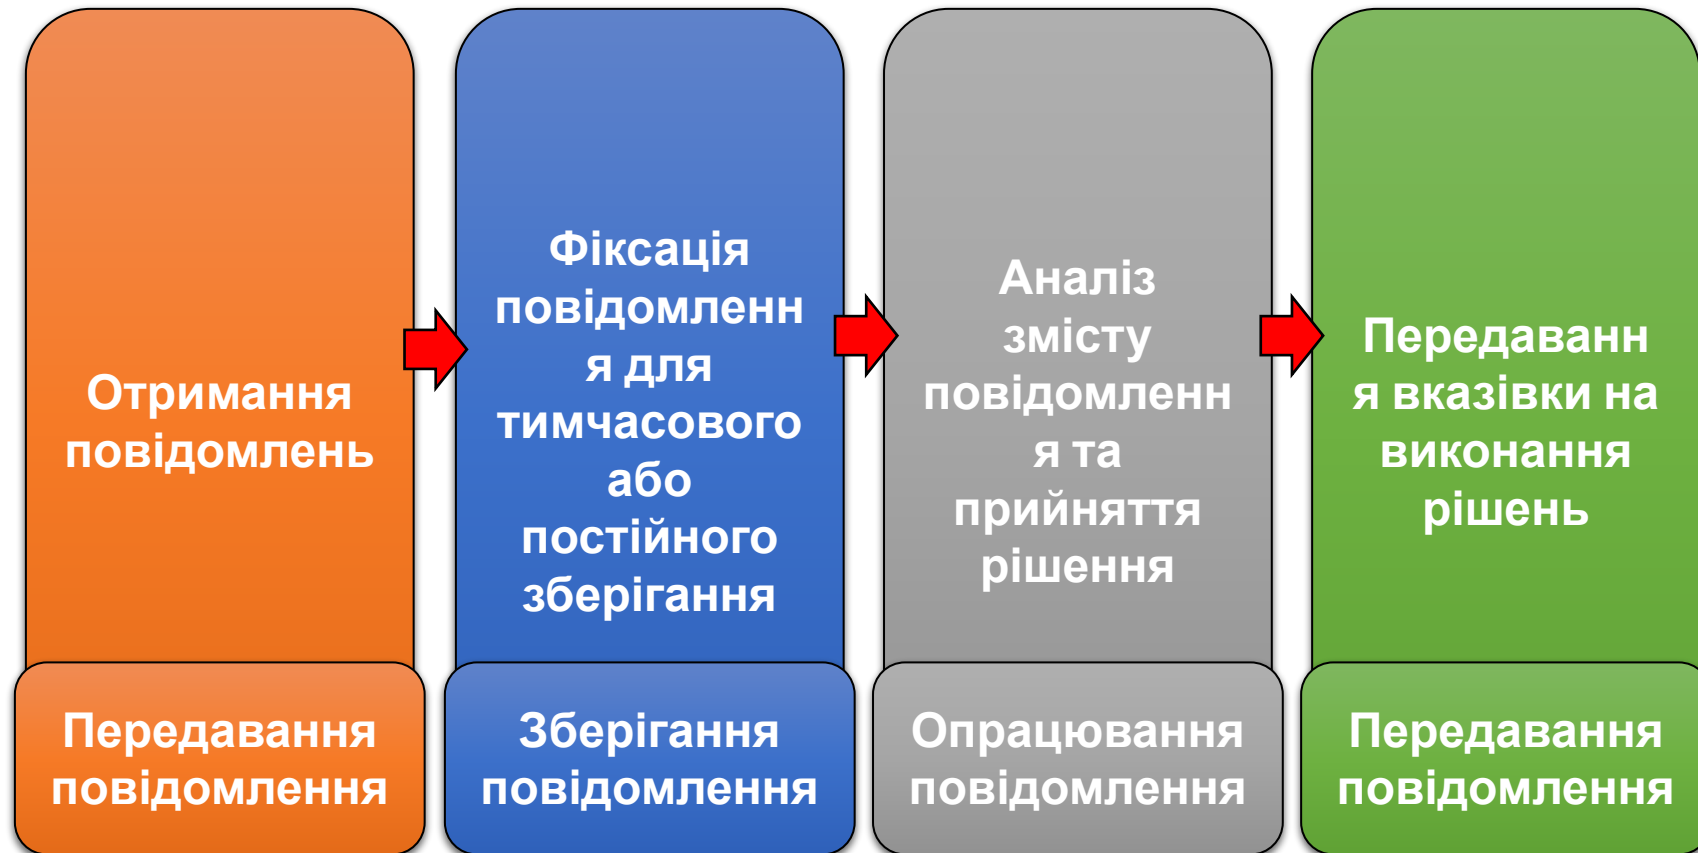 Отримання
повідомлень
Фіксація
повідомленн
я для
тимчасового
або
постійного
зберігання
Аналіз
змісту
повідомленн
я та
прийняття
рішення
Передаванн
я вказівки на
виконання
рішень
Передавання
повідомлення
Зберігання
повідомлення
Опрацювання
повідомлення
Передавання
повідомлення